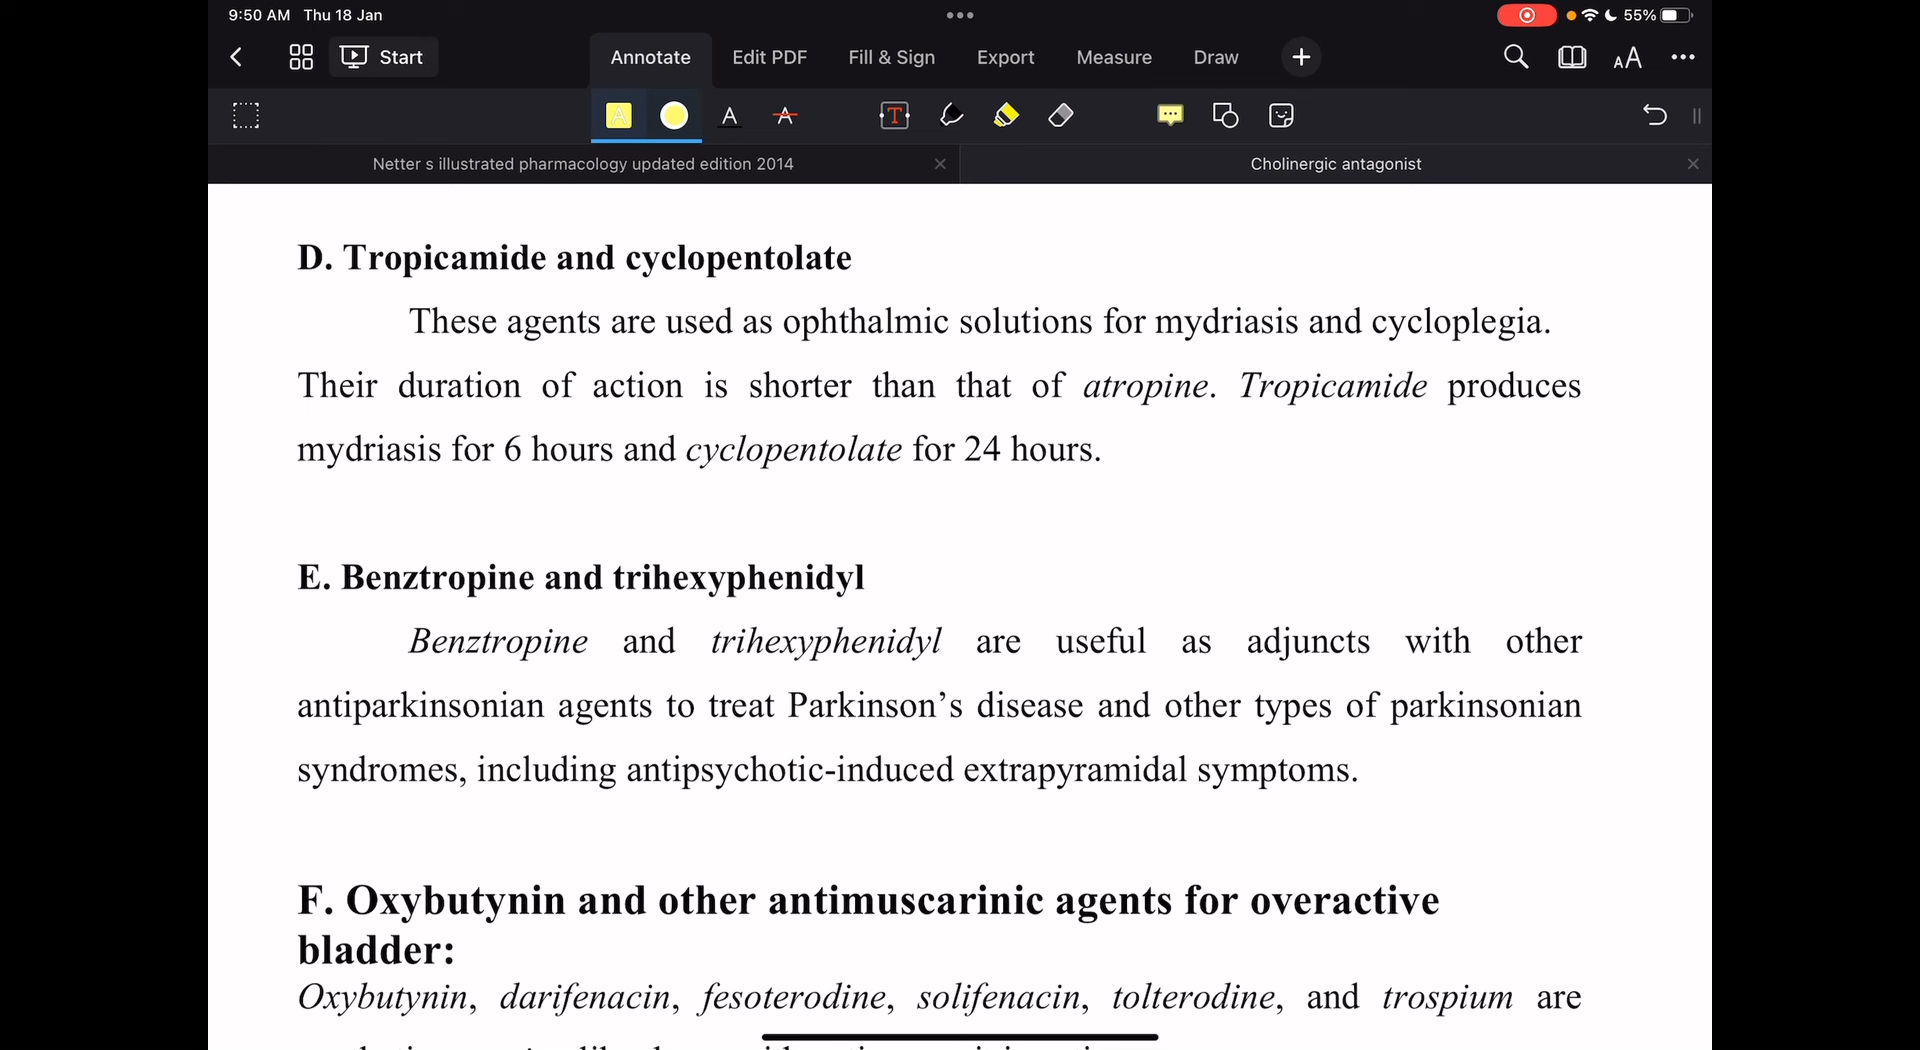 9:50 AM Thu 18 Jan
55%
Start
Annotate
Edit PDF
Fill & Sign
Export
Measure
Draw
Netter s illustrated pharmacology updated edition 2014
Cholinergic antagonist
D. Tropicamide and cyclopentolate
These agents are used as ophthalmic solutions for mydriasis and cycloplegia.
Their duration of action is shorter than that of atropine. Tropicamide produces
mydriasis for 6 hours and cyclopentolate for 24 hours.
E. Benztropine and trihexyphenidyl
Benztropine and trihexyphenidyl are useful as adjuncts with other
antiparkinsonian agents to treat Parkinson’s disease and other types of parkinsonian
syndromes, including antipsychotic-induced extrapyramidal symptoms.
F. Oxybutynin and other antimuscarinic agents for overactive
bladder:
Oxybutynin, darifenacin, fesoterodine, solifenacin, tolterodine, and trospium are